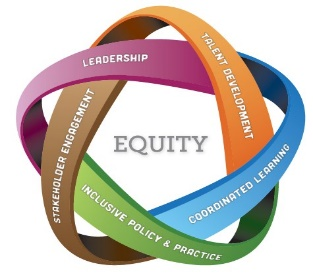 LEADERSHIP
TALENT DEVELOPMENT
STAKEHOLDER ENGAGEMENT
EQUITY
COORDINATED LEARNING
INCLUSIVE POLICY & PRACTICE